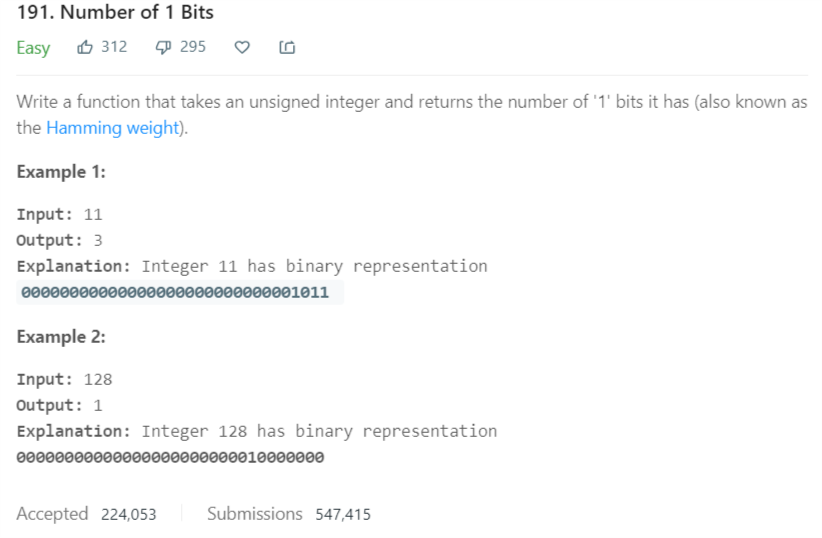 191. Number of 1 Bits
Easy 312 295
Write a function that takes an unsigned integer and returns the number of '1' bits it has (also known as
the Hamming weight).
Example 1:
Input: 11
Output: 3
Explanation: Integer 11 has binary representation
00000000000000000000000000001011
Example 2:
Input: 128
Output: 1
Explanation: Integer 128 has binary representation
00000000000000000000000010000000
Accepted 224,053 Submissions 547,415